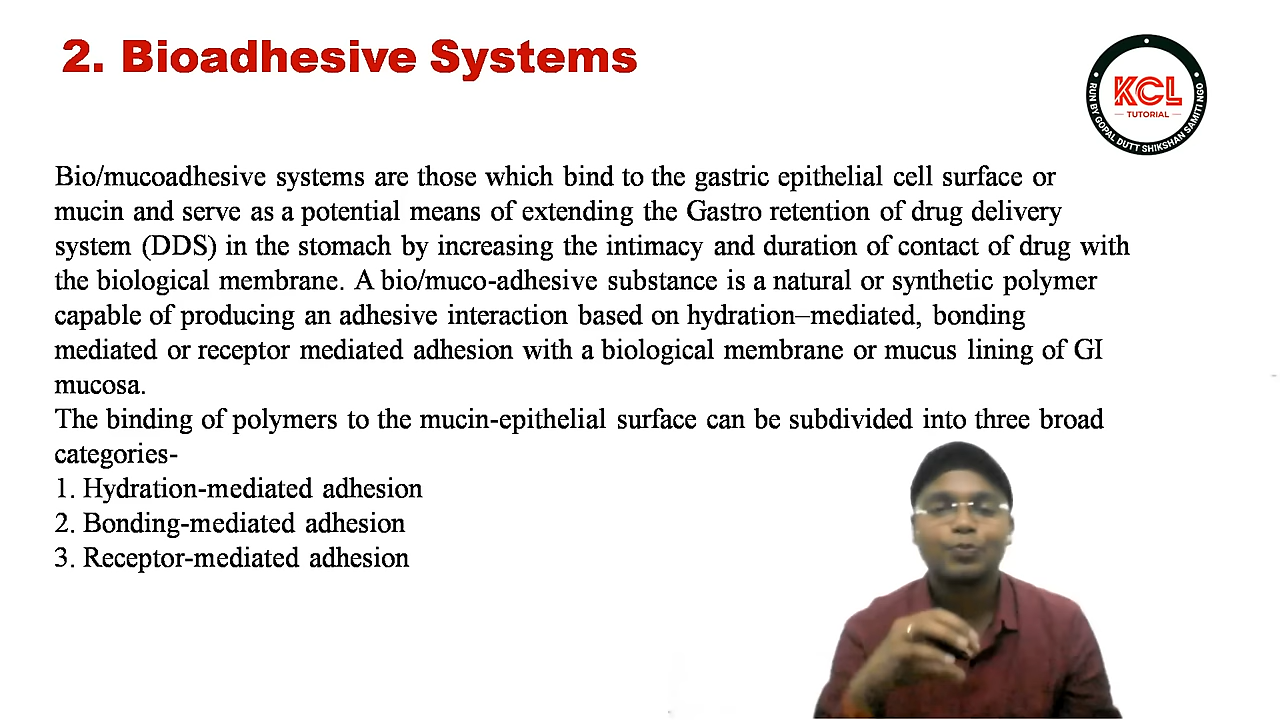 2. Bioadhesive Systems
KCL
TUTORIAL
RUN BY GOPAL DUTT SHIKSHAN SAMITI NGO
Bio/mucoadhesive systems are those which bind to the gastric epithelial cell surface or
mucin and serve as a potential means of extending the Gastro retention of drug delivery
system (DDS) in the stomach by increasing the intimacy and duration of contact of drug with
the biological membrane. A bio/muco-adhesive substance is a natural or synthetic polymer
capable of producing an adhesive interaction based on hydration–mediated, bonding
mediated or receptor mediated adhesion with a biological membrane or mucus lining of GI
mucosa.
The binding of polymers to the mucin-epithelial surface can be subdivided into three broad
categories-
1. Hydration-mediated adhesion
2. Bonding-mediated adhesion
3. Receptor-mediated adhesion